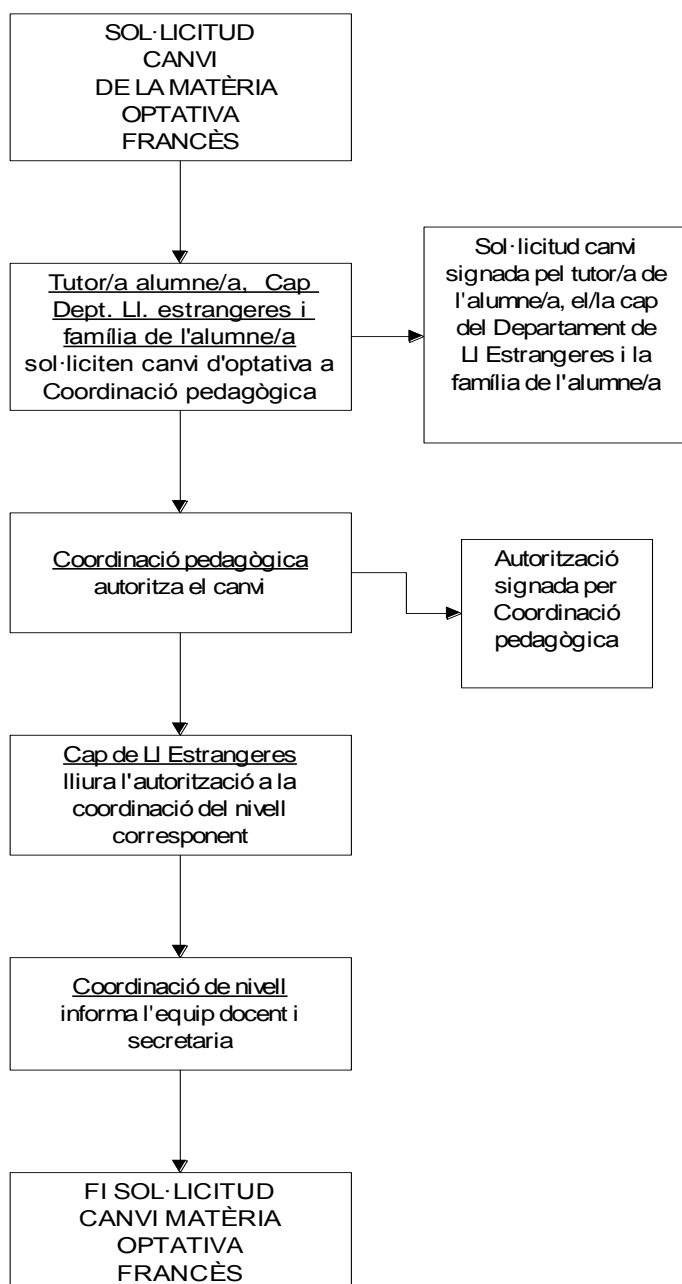 SOL·LICITUD
CANVI
DE LA MATÈRIA
OPTATIVA
FRANCÈS
Tutor/a alumne/a, Cap
Dept. Ll. estrangeres i
família de l'alumne/a
sol·liciten canvi d'optativa a
Coordinació pedagògica
Sol·licitud canvi
signada pel tutor/a de
l'alumne/a, el/la cap
del Departament de
Ll Estrangeres i la
família de l'alumne/a
Coordinació pedagògica
autoritza el canvi
Autorització
signada per
Coordinació
pedagògica
Cap de Ll Estrangeres
lliura l'autorització a la
coordinació del nivell
corresponent
Coordinació de nivell
informa l'equip docent i
secretaria
FI SOL·LICITUD
CANVI MATÈRIA
OPTATIVA
FRANCÈS